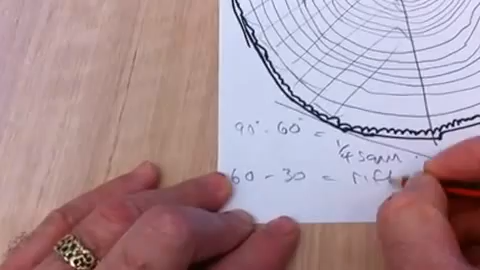 90° - 60° = 1/4 sawn
60 - 30 = rift